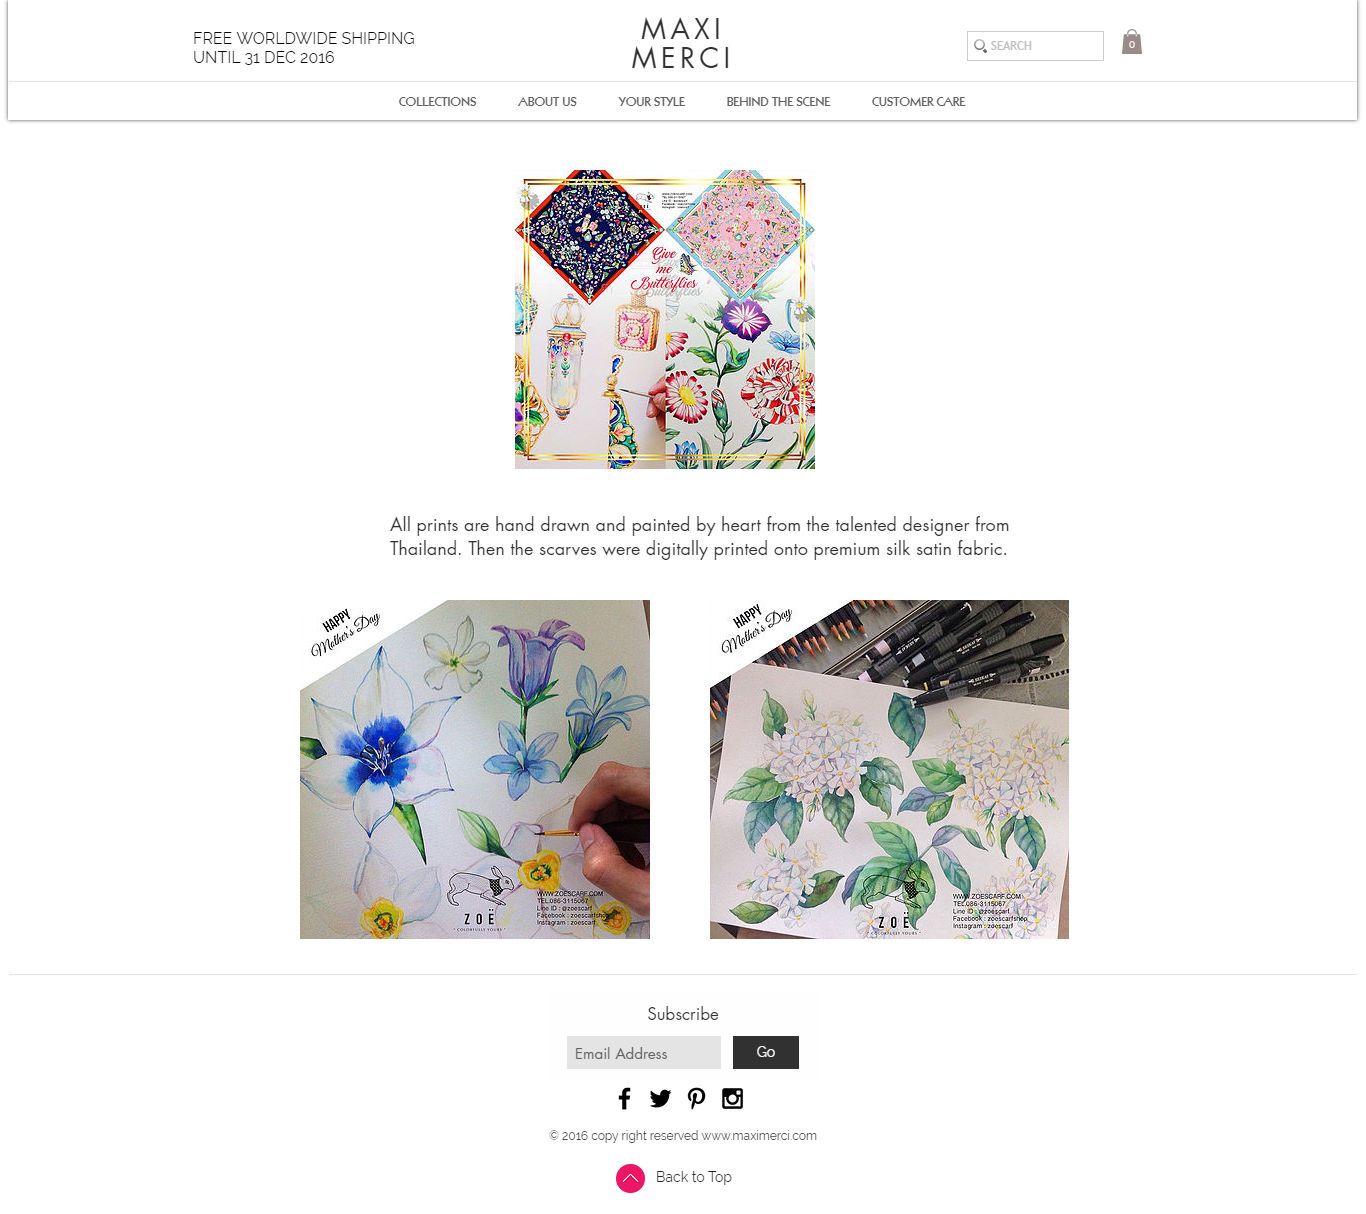 FREE WORLDWIDE SHIPPING
UNTIL 31 DEC 2016
MAXI
MERCI
SEARCH
0
COLLECTIONS
ABOUT US
YOUR STYLE
BEHIND THE SCENE
CUSTOMER CARE
Give
me
Butterflies
All prints are hand drawn and painted by heart from the talented designer from
Thailand. Then the scarves were digitally printed onto premium silk satin fabric.
HAPPY
Mother's Day
ZOË
" COLORFULLY YOURS "
WWW.ZOESCARF.COM
TEL.086-3115067
Line ID : @zoescarf
Facebook : zoescarfshop
Instagram : zoescarf
HAPPY
Mother's Day
ZOË
" COLORFULLY YOURS "
WWW.ZOESCARF.COM
TEL.086-3115067
Line ID : @zoescarf
Facebook : zoescarfshop
Instagram : zoescarf
Subscribe
Email Address
Go
© 2016 copy right reserved www.maximerci.com
Back to Top